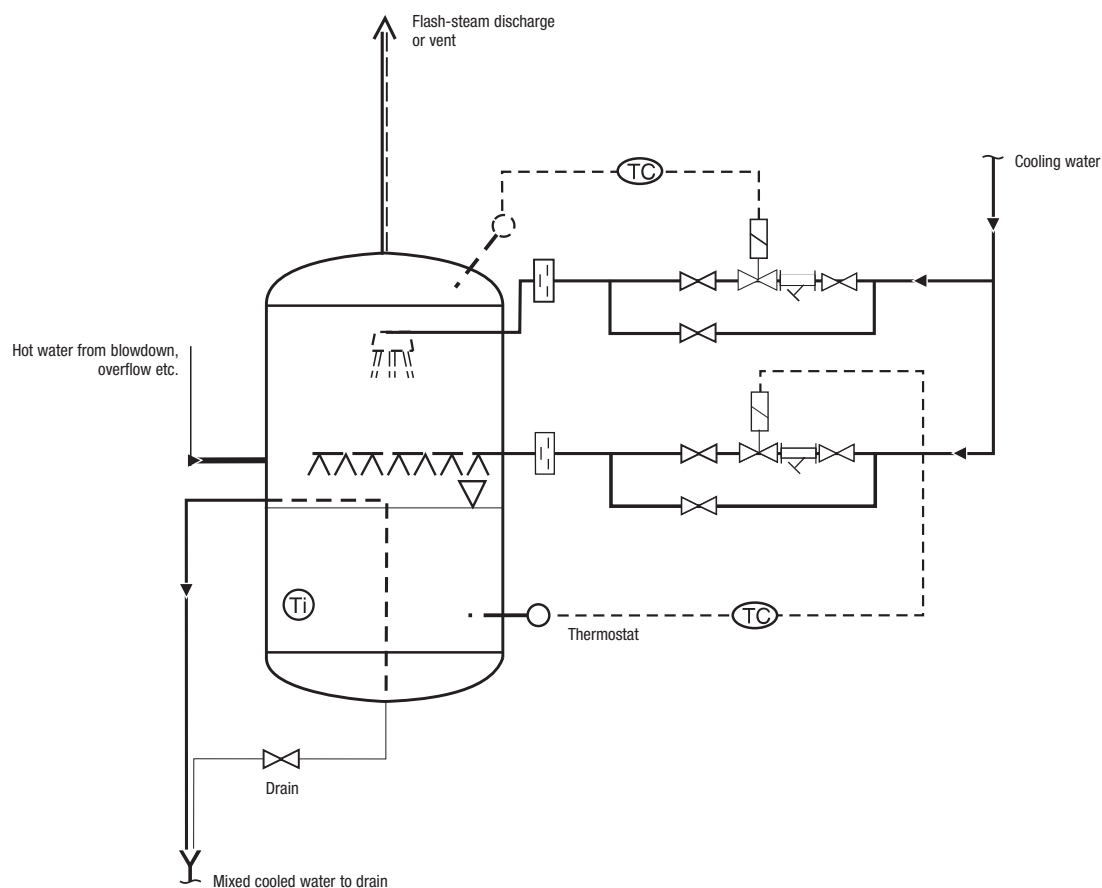 Flash-steam discharge
or vent
TC
Cooling water
Hot water from blowdown,
overflow etc.
Ti
TC
Thermostat
Drain
Mixed cooled water to drain